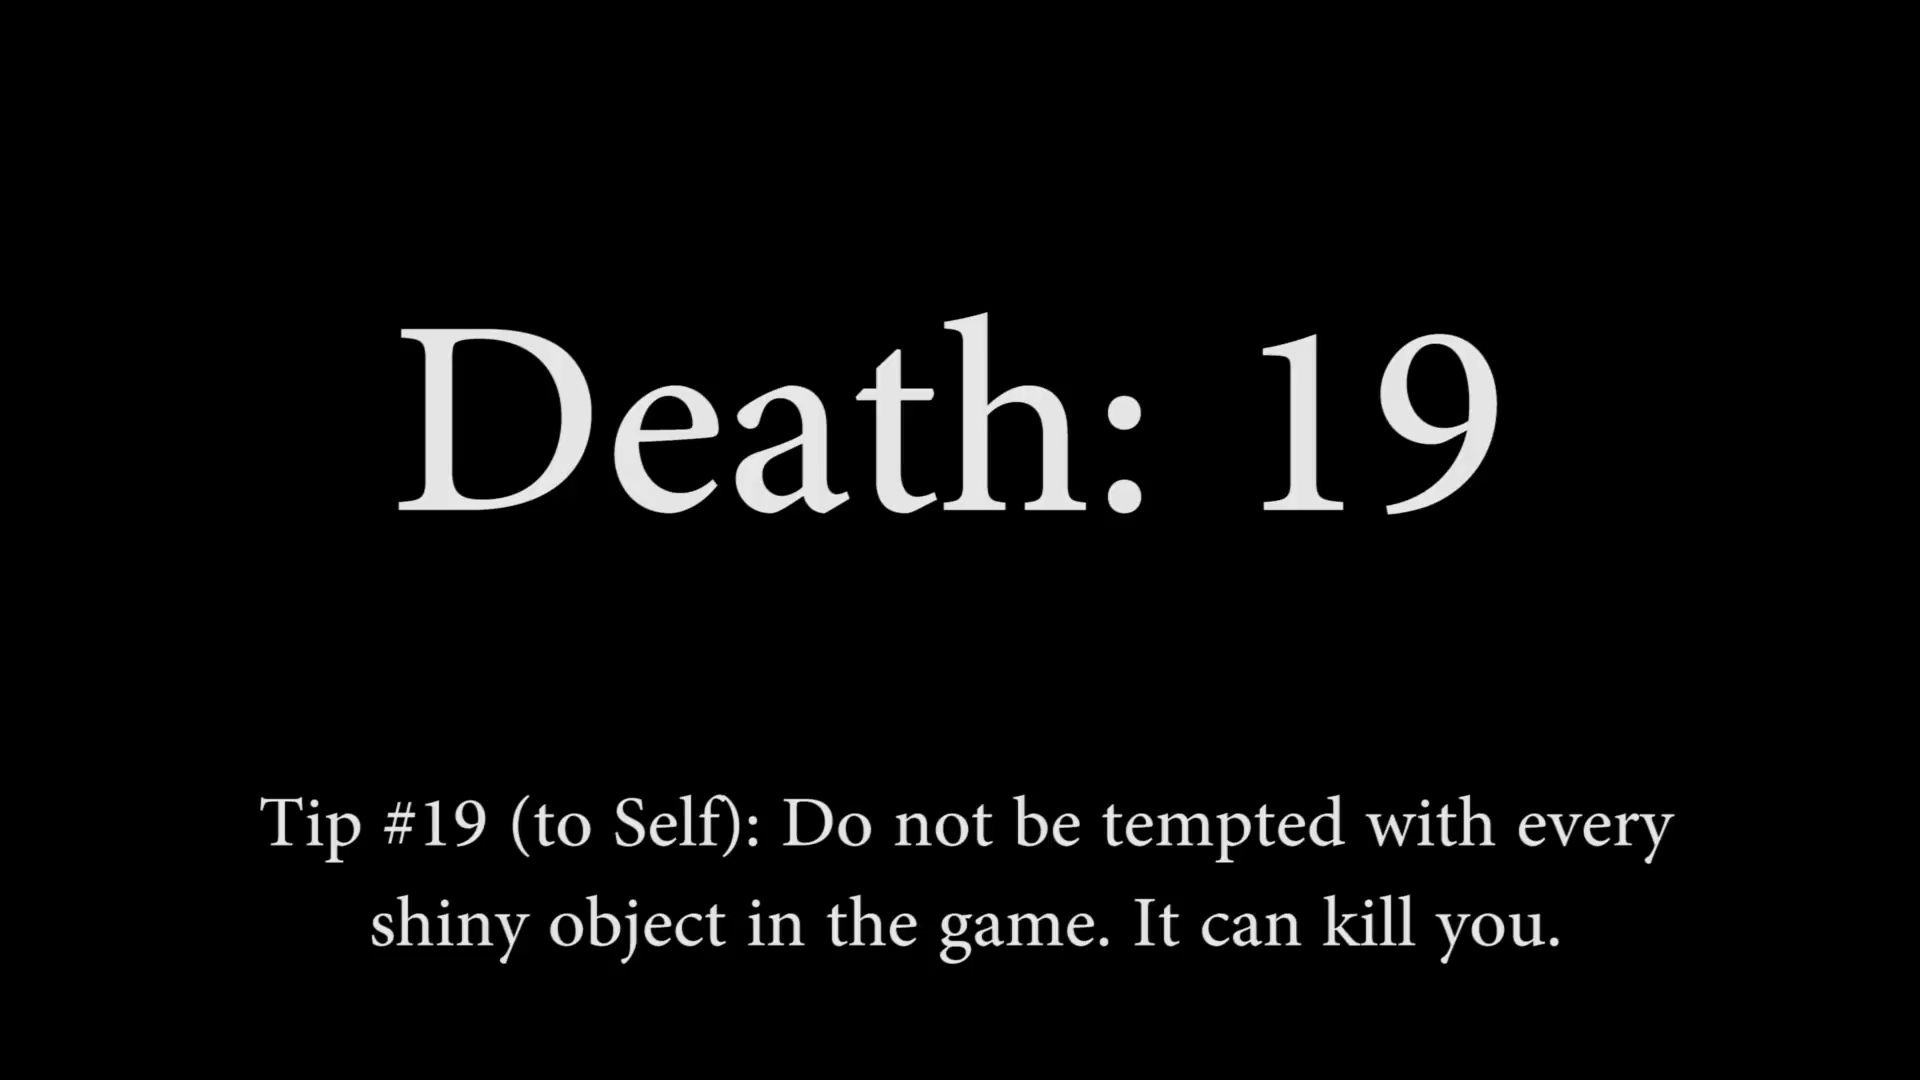 Death: 19
Tip #19 (to Self): Do not be tempted with every
shiny object in the game. It can kill you.